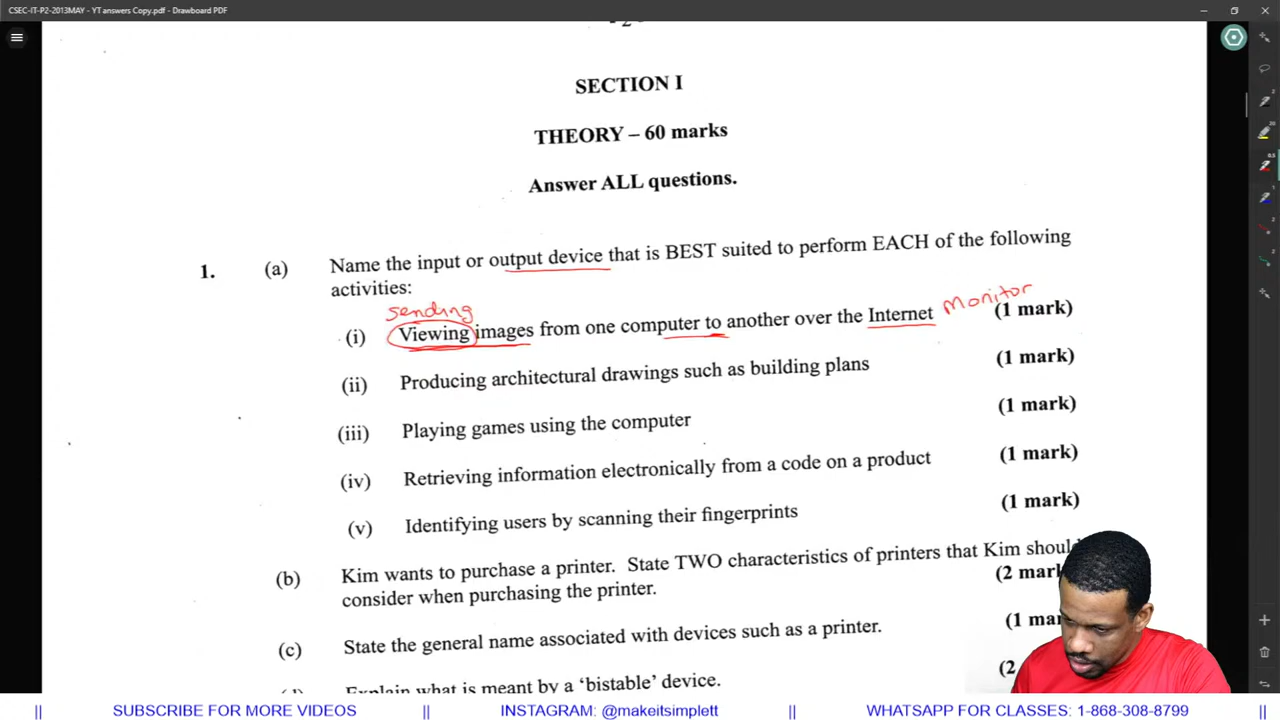 CSEC-IT-P2-2013MAY - YT answers Copy.pdf - Drawboard PDF
SECTION I
THEORY – 60 marks
Answer ALL questions.
1. (a) Name the input or output device that is BEST suited to perform EACH of the following
activities:
sending
Monitor
(i) Viewing images from one computer to another over the Internet (1 mark)
(ii) Producing architectural drawings such as building plans (1 mark)
(iii) Playing games using the computer (1 mark)
(iv) Retrieving information electronically from a code on a product (1 mark)
(v) Identifying users by scanning their fingerprints (1 mark)
(b) Kim wants to purchase a printer. State TWO characteristics of printers that Kim should
consider when purchasing the printer. (2 mar
(c) State the general name associated with devices such as a printer. (1 ma
Explain what is meant by a ‘bistable’ device. (2
|| SUBSCRIBE FOR MORE VIDEOS || INSTAGRAM: @makeitsimplett || WHATSAPP FOR CLASSES: 1-868-308-8799 ||